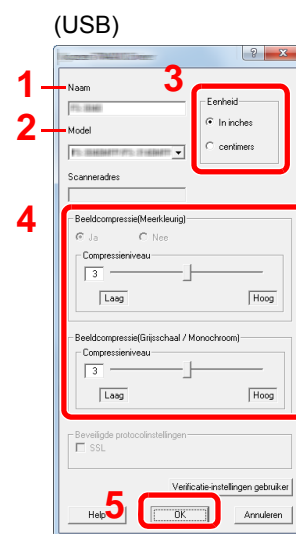 (USB)
1 Naam
2 Model
3 Eenheid
In inches
centimers
Scanneradres
4 Beeldcompressie(Meerkleurig)
Ja Nee
Compressieniveau
3
Laag Hoog
Beeldcompressie(Grijsschaal / Monochroom)
Compressieniveau
3
Laag Hoog
Beveiligde protocolinstellingen
SSL
Verificatie-instellingen gebruiker
5
Help OK Annuleren